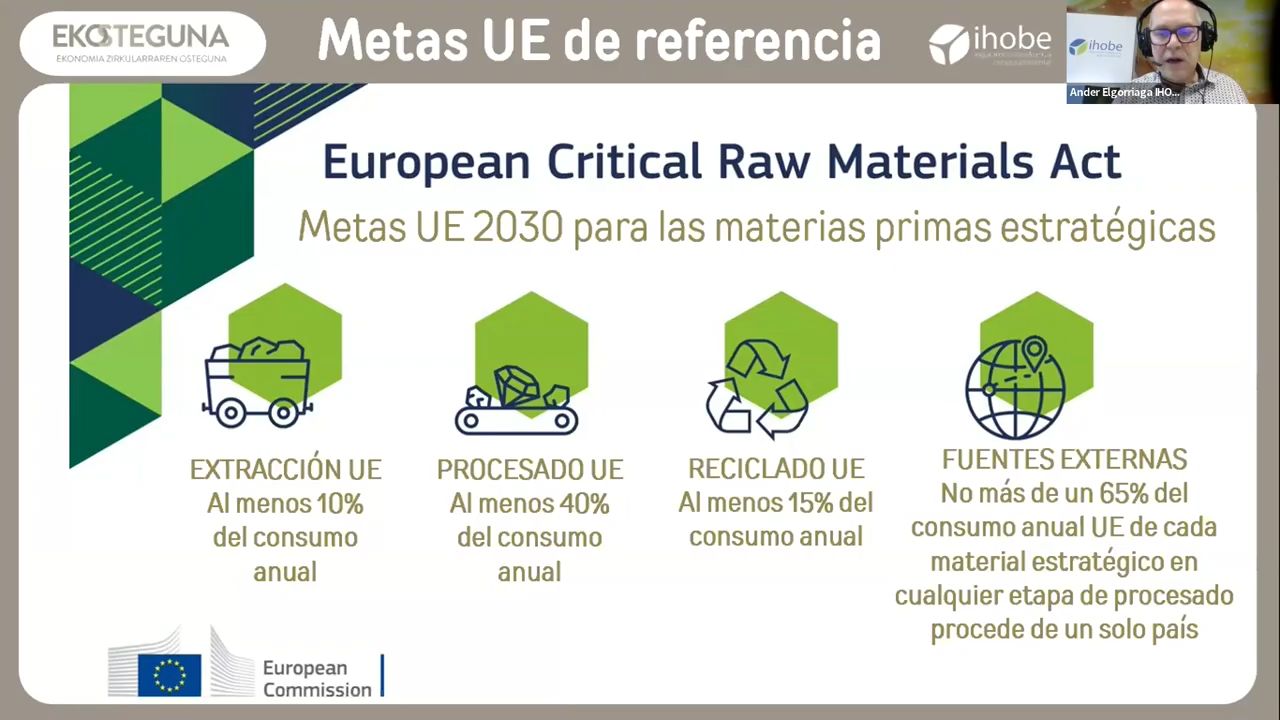 EKOSTEGUNA
EKONOMIA ZIRKULARRAREN OSTEGUNA
Metas UE de referencia
ihobe
ihobe
Ander Elgorriaga IHO...
European Critical Raw Materials Act
Metas UE 2030 para las materias primas estratégicas
EXTRACCIÓN UE
Al menos 10%
del consumo
anual
PROCESADO UE
Al menos 40%
del consumo
anual
RECICLADO UE
Al menos 15% del
consumo anual
FUENTES EXTERNAS
No más de un 65% del
consumo anual UE de cada
material estratégico en
cualquier etapa de procesado
procede de un solo país
European
Commission